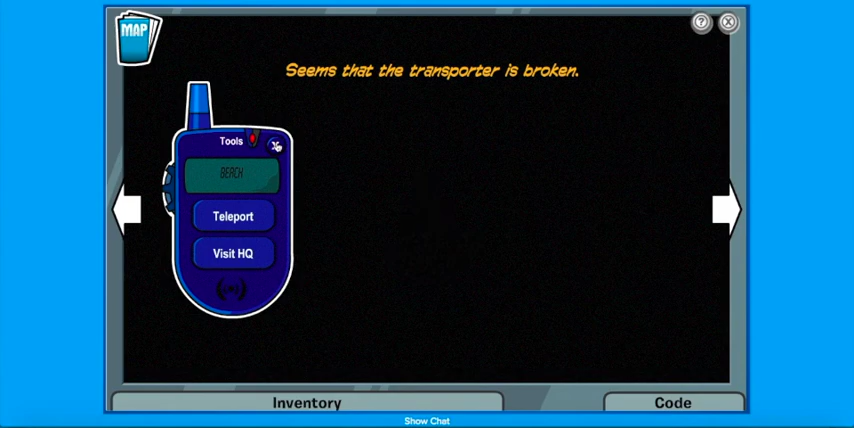 MAP
Seems that the transporter is broken.
Tools
BEACH
Teleport
Visit HQ
Inventory
Code
Show Chat